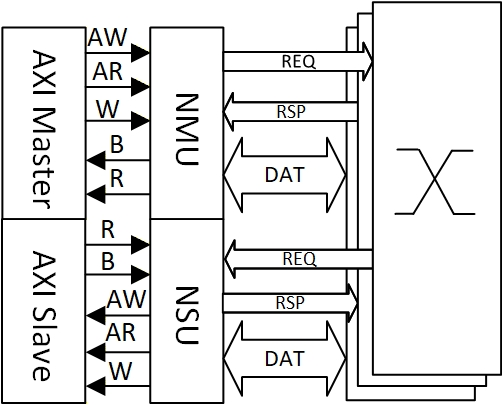 AXI Master
AW
AR
W
B
R
NMU
REQ
RSP
DAT
AXI Slave
R
B
AW
AR
W
NSU
REQ
RSP
DAT